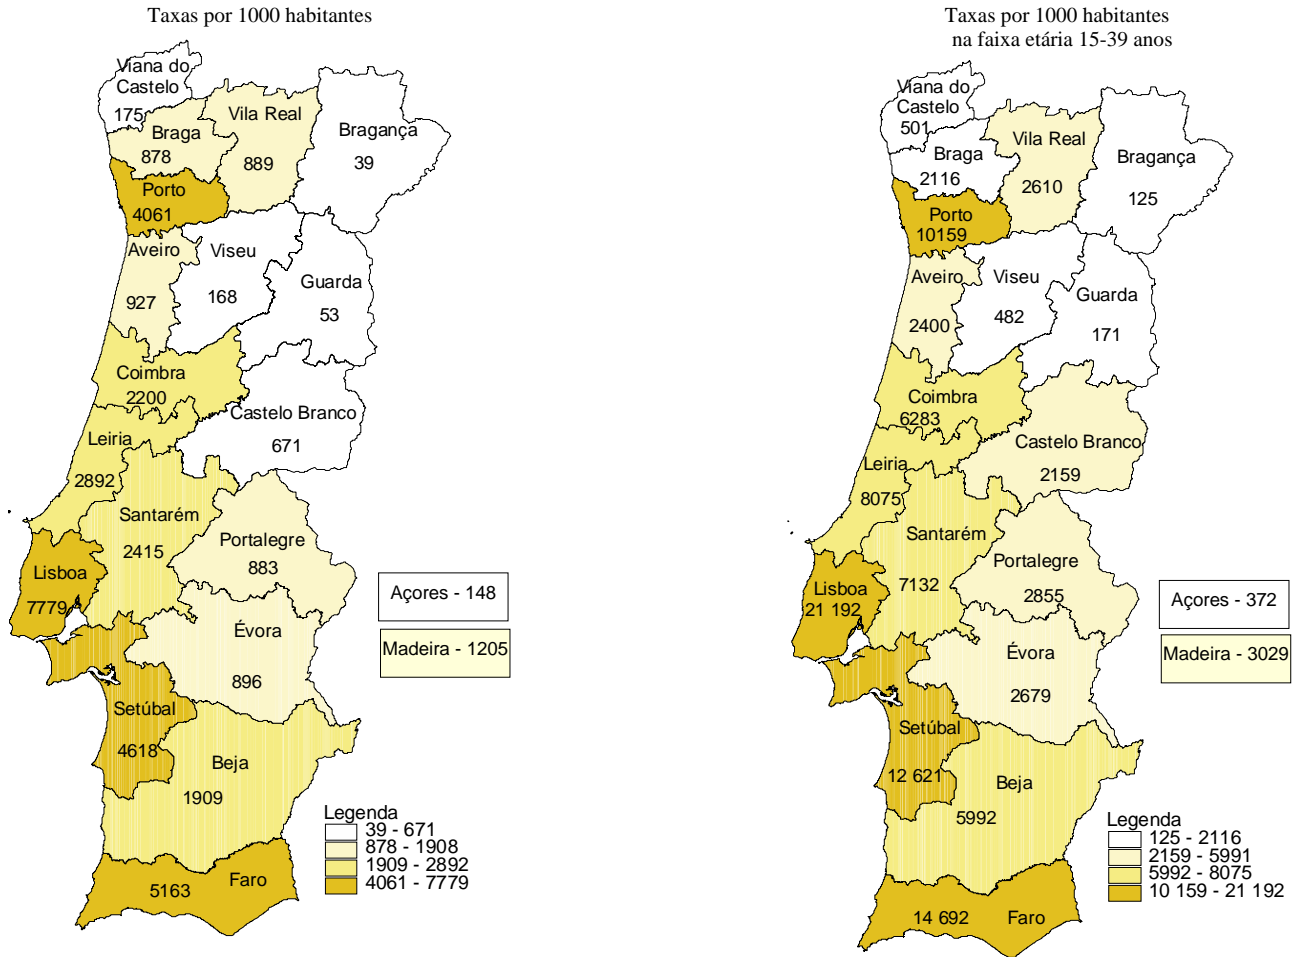 Taxas por 1000 habitantes
Viana do
Castelo
175
Braga
878
Vila Real
889
Bragança
39
Porto
4061
Aveiro
927
Viseu
168
Guarda
53
Coimbra
2200
Castelo Branco
671
Leiria
2892
Santarém
2415
Portalegre
883
Lisboa
7779
Évora
896
Setúbal
4618
Beja
1909
5163
Faro
Açores - 148
Madeira - 1205
Legenda
39 - 671
878 - 1908
1909 - 2892
4061 - 7779
Taxas por 1000 habitantes
na faixa etária 15-39 anos
Viana do
Castelo
501
Braga
2116
Vila Real
2610
Bragança
125
Porto
10159
Aveiro
2400
Viseu
482
Guarda
171
Coimbra
6283
Castelo Branco
2159
Leiria
8075
Santarém
7132
Portalegre
2855
Lisboa
21 192
Évora
2679
Setúbal
12 621
Beja
5992
14 692
Faro
Açores - 372
Madeira - 3029
Legenda
125 - 2116
2159 - 5991
5992 - 8075
10 159 - 21 192